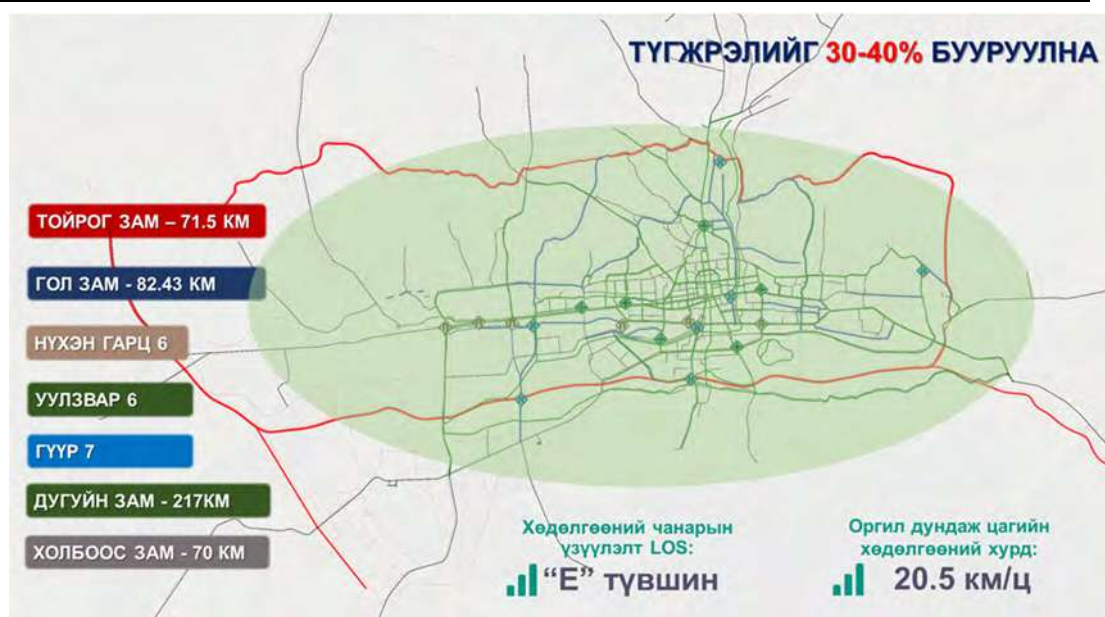 ТҮГЖРЭЛИЙГ 30-40% БУУРУУЛНА
ТОЙРОГ ЗАМ – 71.5 КМ
ГОЛ ЗАМ - 82.43 КМ
НҮХЭН ГАРЦ 6
УУЛЗВАР 6
ГҮҮР 7
ДУГУЙН ЗАМ - 217КМ
ХОЛБООС ЗАМ - 70 КМ
Хөдөлгөөний чанарын
үзүүлэлт LOS:
“Е” түвшин
Оргил дундаж цагийн
хөдөлгөөний хурд:
20.5 км/ц